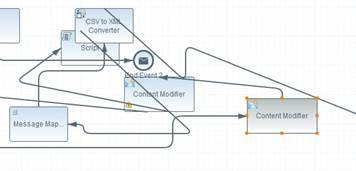 CSV to XML
Converter
Script
End Event 2
Content Modifier
Content Modifier
Message Map...